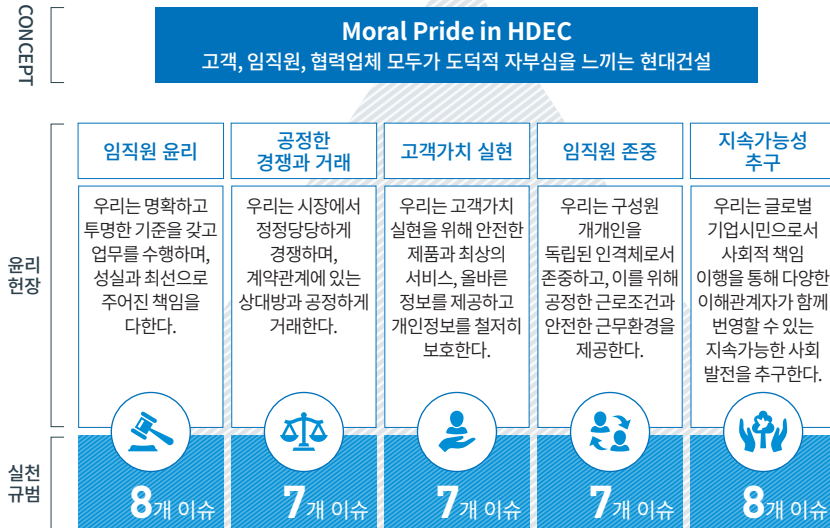 CONCEPT
Moral Pride in HDEC
고객, 임직원, 협력업체 모두가 도덕적 자부심을 느끼는 현대건설
윤리
헌장
임직원 윤리
우리는 명확하고
투명한 기준을 갖고
업무를 수행하며,
성실과 최선으로
주어진 책임을
다한다.
공정한
경쟁과 거래
우리는 시장에서
정정당당하게
경쟁하며,
계약관계에 있는
상대방과 공정하게
거래한다.
고객가치 실현
우리는 고객가치
실현을 위해 안전한
제품과 최상의
서비스, 올바른
정보를 제공하고
개인정보를 철저히
보호한다.
임직원 존중
우리는 구성원
개개인을
독립된 인격체로서
존중하고, 이를 위해
공정한 근로조건과
안전한 근무환경을
제공한다.
지속가능성
추구
우리는 글로벌
기업시민으로서
사회적 책임
이행을 통해 다양한
이해관계자가 함께
번영할 수 있는
지속가능한 사회
발전을 추구한다.
실천
규범
8개 이슈
7개 이슈
7개 이슈
7개 이슈
8개 이슈